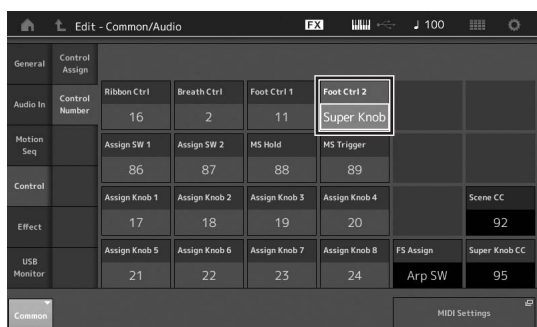 Edit - Common/Audio FX 100
General
Control Assign
Audio In
Control Number
Ribbon Ctrl
16
Breath Ctrl
2
Foot Ctrl 1
11
Foot Ctrl 2
Super Knob
Motion Seq
Assign SW 1
86
Assign SW 2
87
MS Hold
88
MS Trigger
89
Control
Assign Knob 1
17
Assign Knob 2
18
Assign Knob 3
19
Assign Knob 4
20
Scene CC
92
Effect
USB Monitor
Assign Knob 5
21
Assign Knob 6
22
Assign Knob 7
23
Assign Knob 8
24
FS Assign
Arp SW
Super Knob CC
95
Common
MIDI Settings